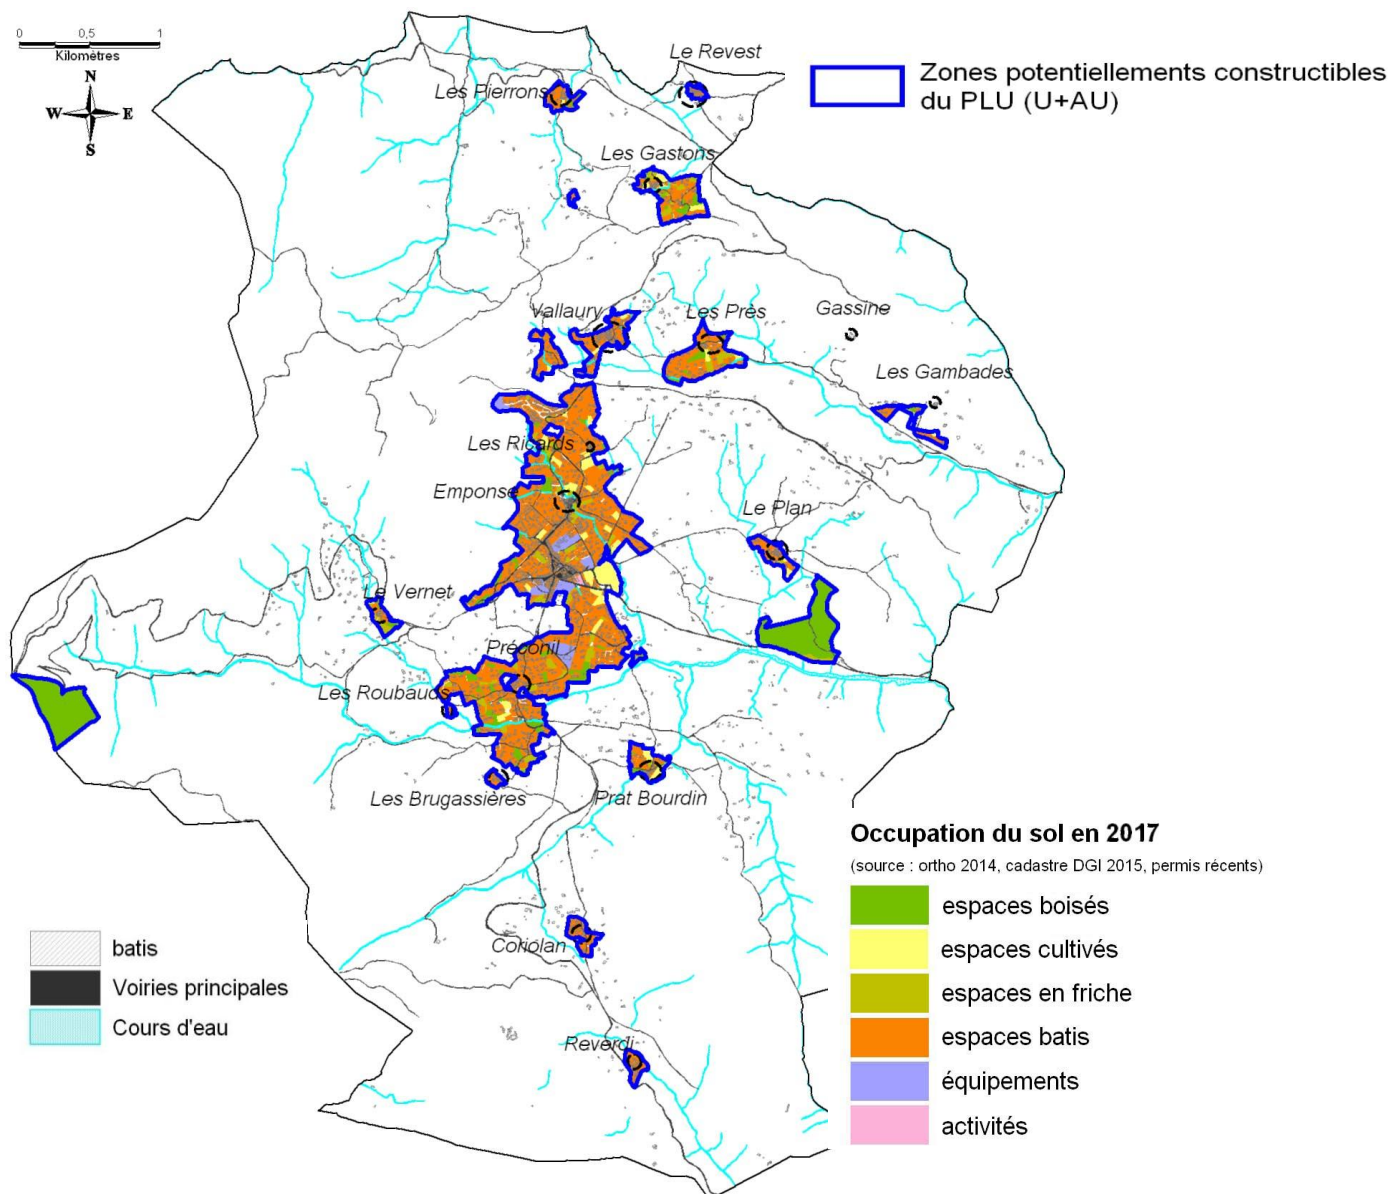 0 0,5 1
Kilomètres
N
W E
S
Le Revest
Zones potentiellements constructibles
du PLU (U+AU)
Les Pierrons
Les Gastons
Vallaury
Les Près
Gassine
Les Gambades
Les Ricards
Emponse
Le Plan
Le Vernet
Préconil
Les Roubauds
Les Brugassières
Prat Bourdin
Occupation du sol en 2017
(source : ortho 2014, cadastre DGI 2015, permis récents)
espaces boisés
espaces cultivés
espaces en friche
espaces batis
équipements
activités
batis
Voiries principales
Cours d'eau
Coriolan
Reverdi